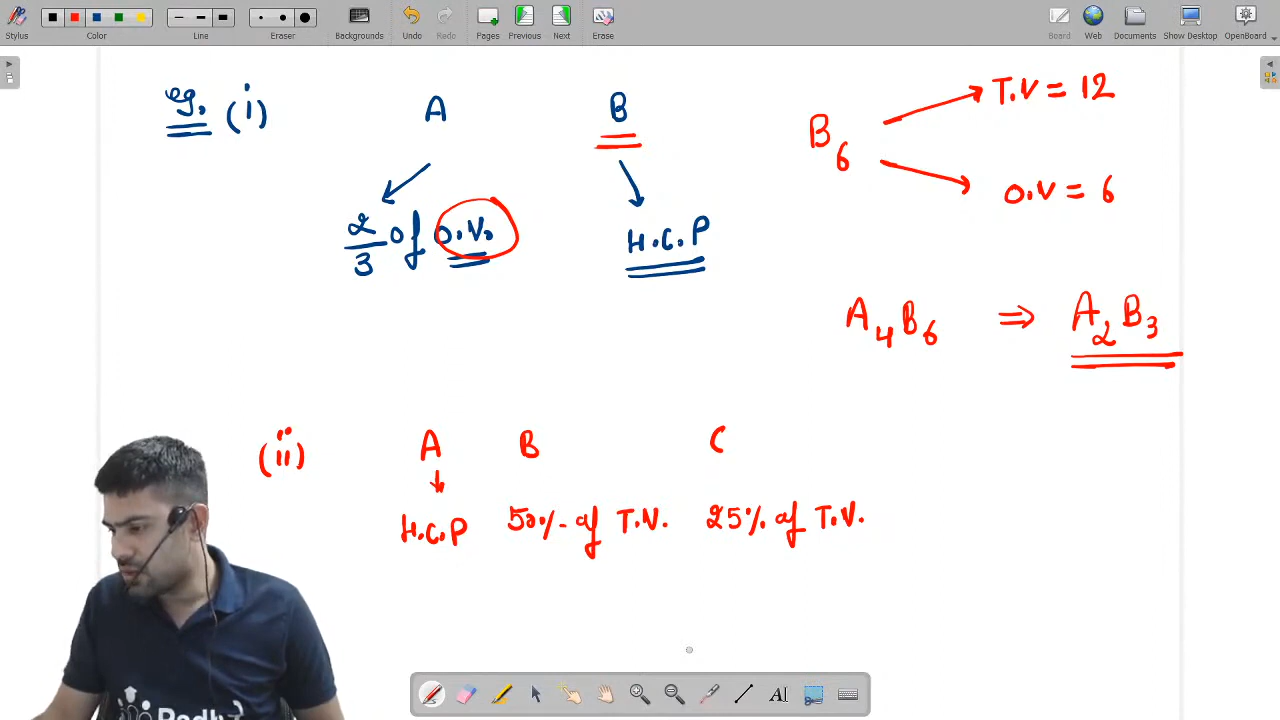 Stylus Color Line Eraser Backgrounds Undo Redo Pages Previous Next Erase Board Web Documents Show Desktop OpenBoard
eg. (i) A B
2/3 of O.V. H.C.P
B₆ T.V = 12
O.V = 6
A₄B₆ ⇒ A₂B₃
(ii) A B C
H.C.P 50% of T.V. 25% of T.V.